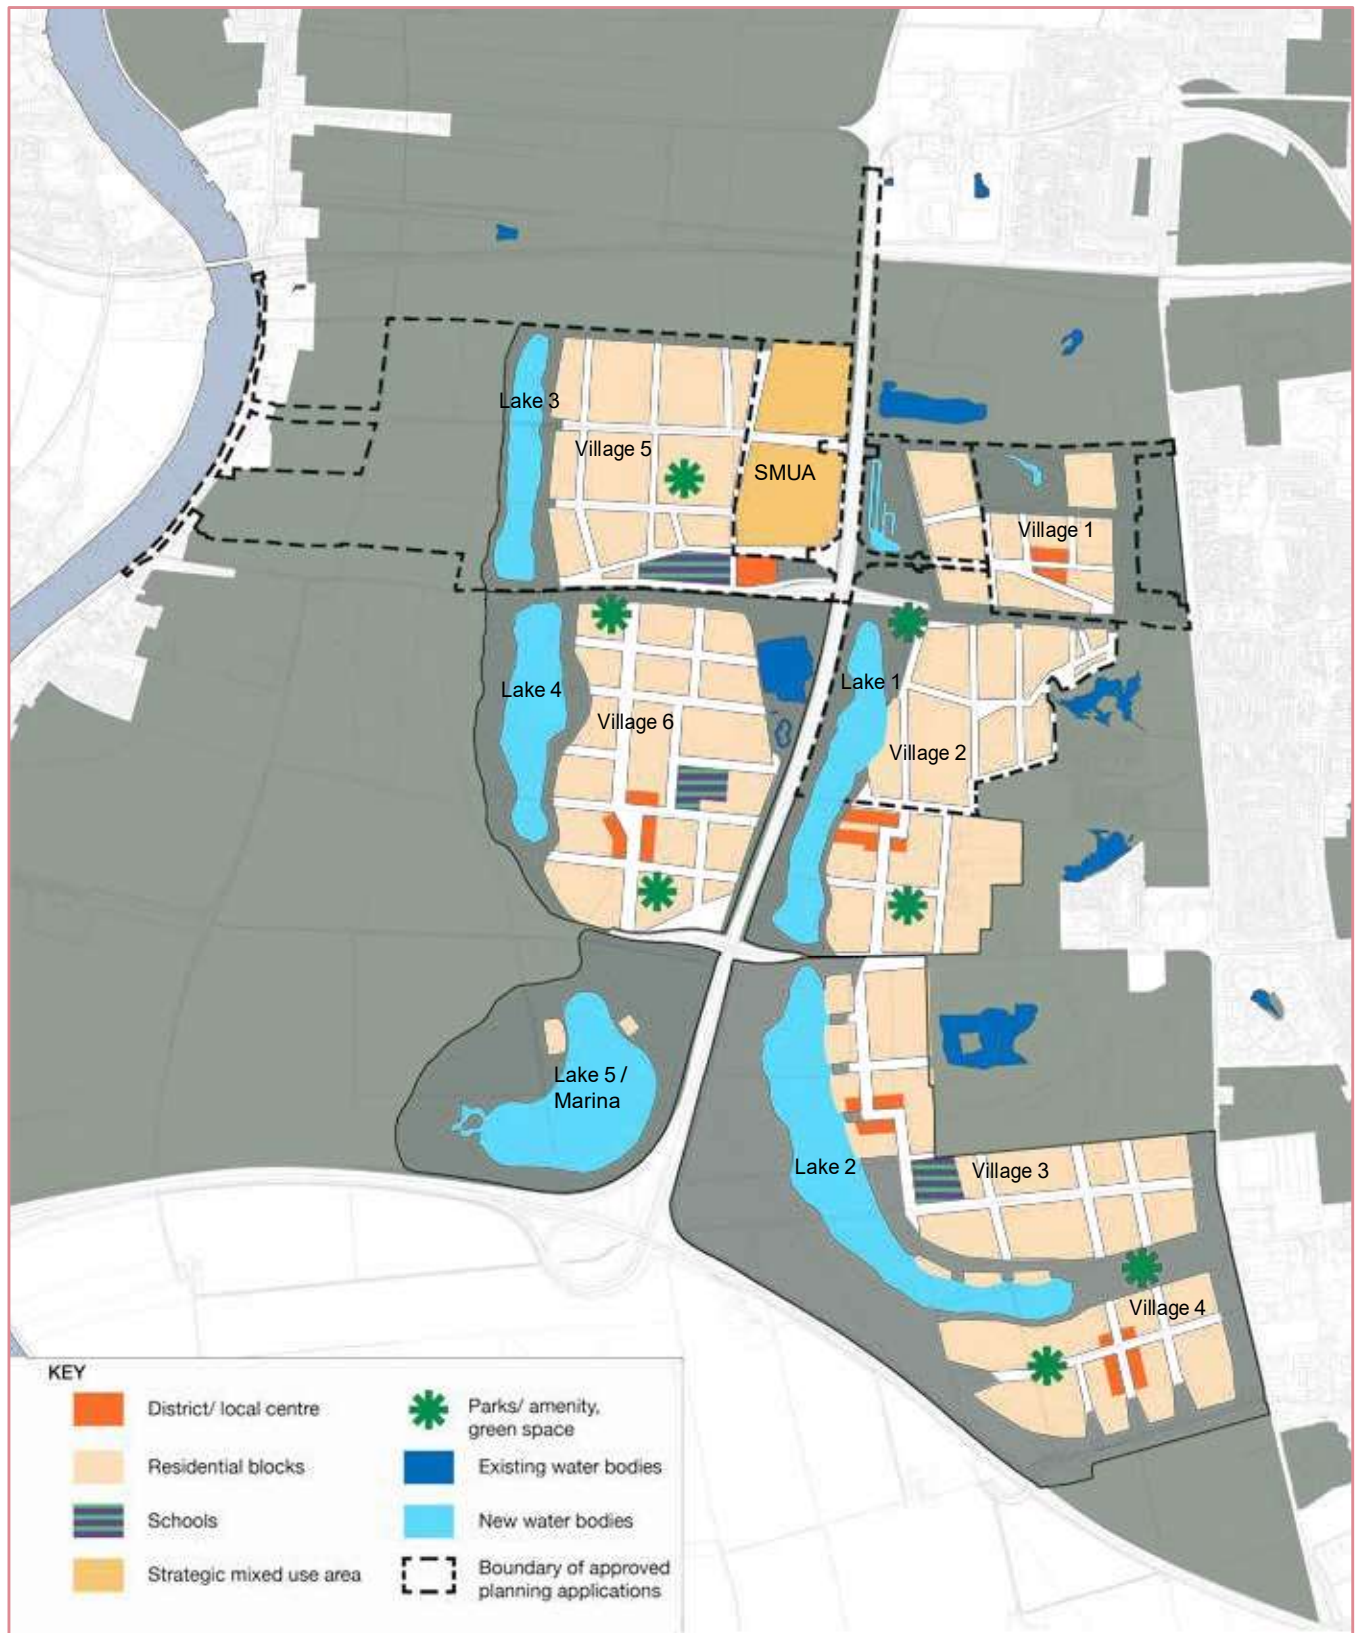 Lake 3
Village 5
SMUA
Village 1
Lake 4
Lake 1
Village 6
Village 2
Lake 5 /
Marina
Lake 2
Village 3
Village 4
KEY
District/ local centre
Residential blocks
Schools
Strategic mixed use area
Parks/ amenity,
green space
Existing water bodies
New water bodies
Boundary of approved
planning applications